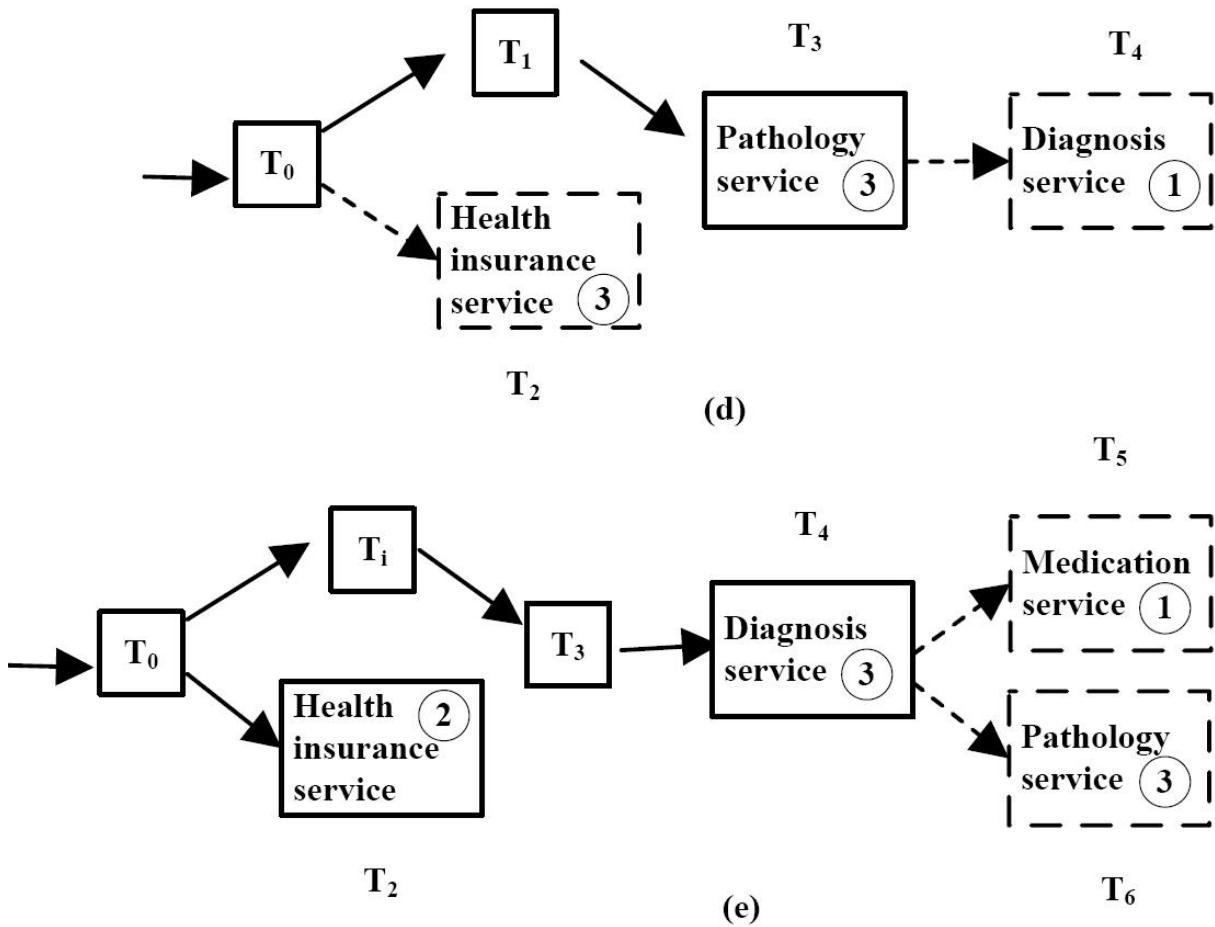 T₃
T₄
T₁
T₀
Pathology
service 3
Diagnosis
service 1
Health
insurance
service 3
T₂
(d)
T₅
T₄
Tᵢ
T₀
T₃
Diagnosis
service 3
Medication
service 1
Health 2
insurance
service
Pathology
service 3
T₂
T₆
(e)